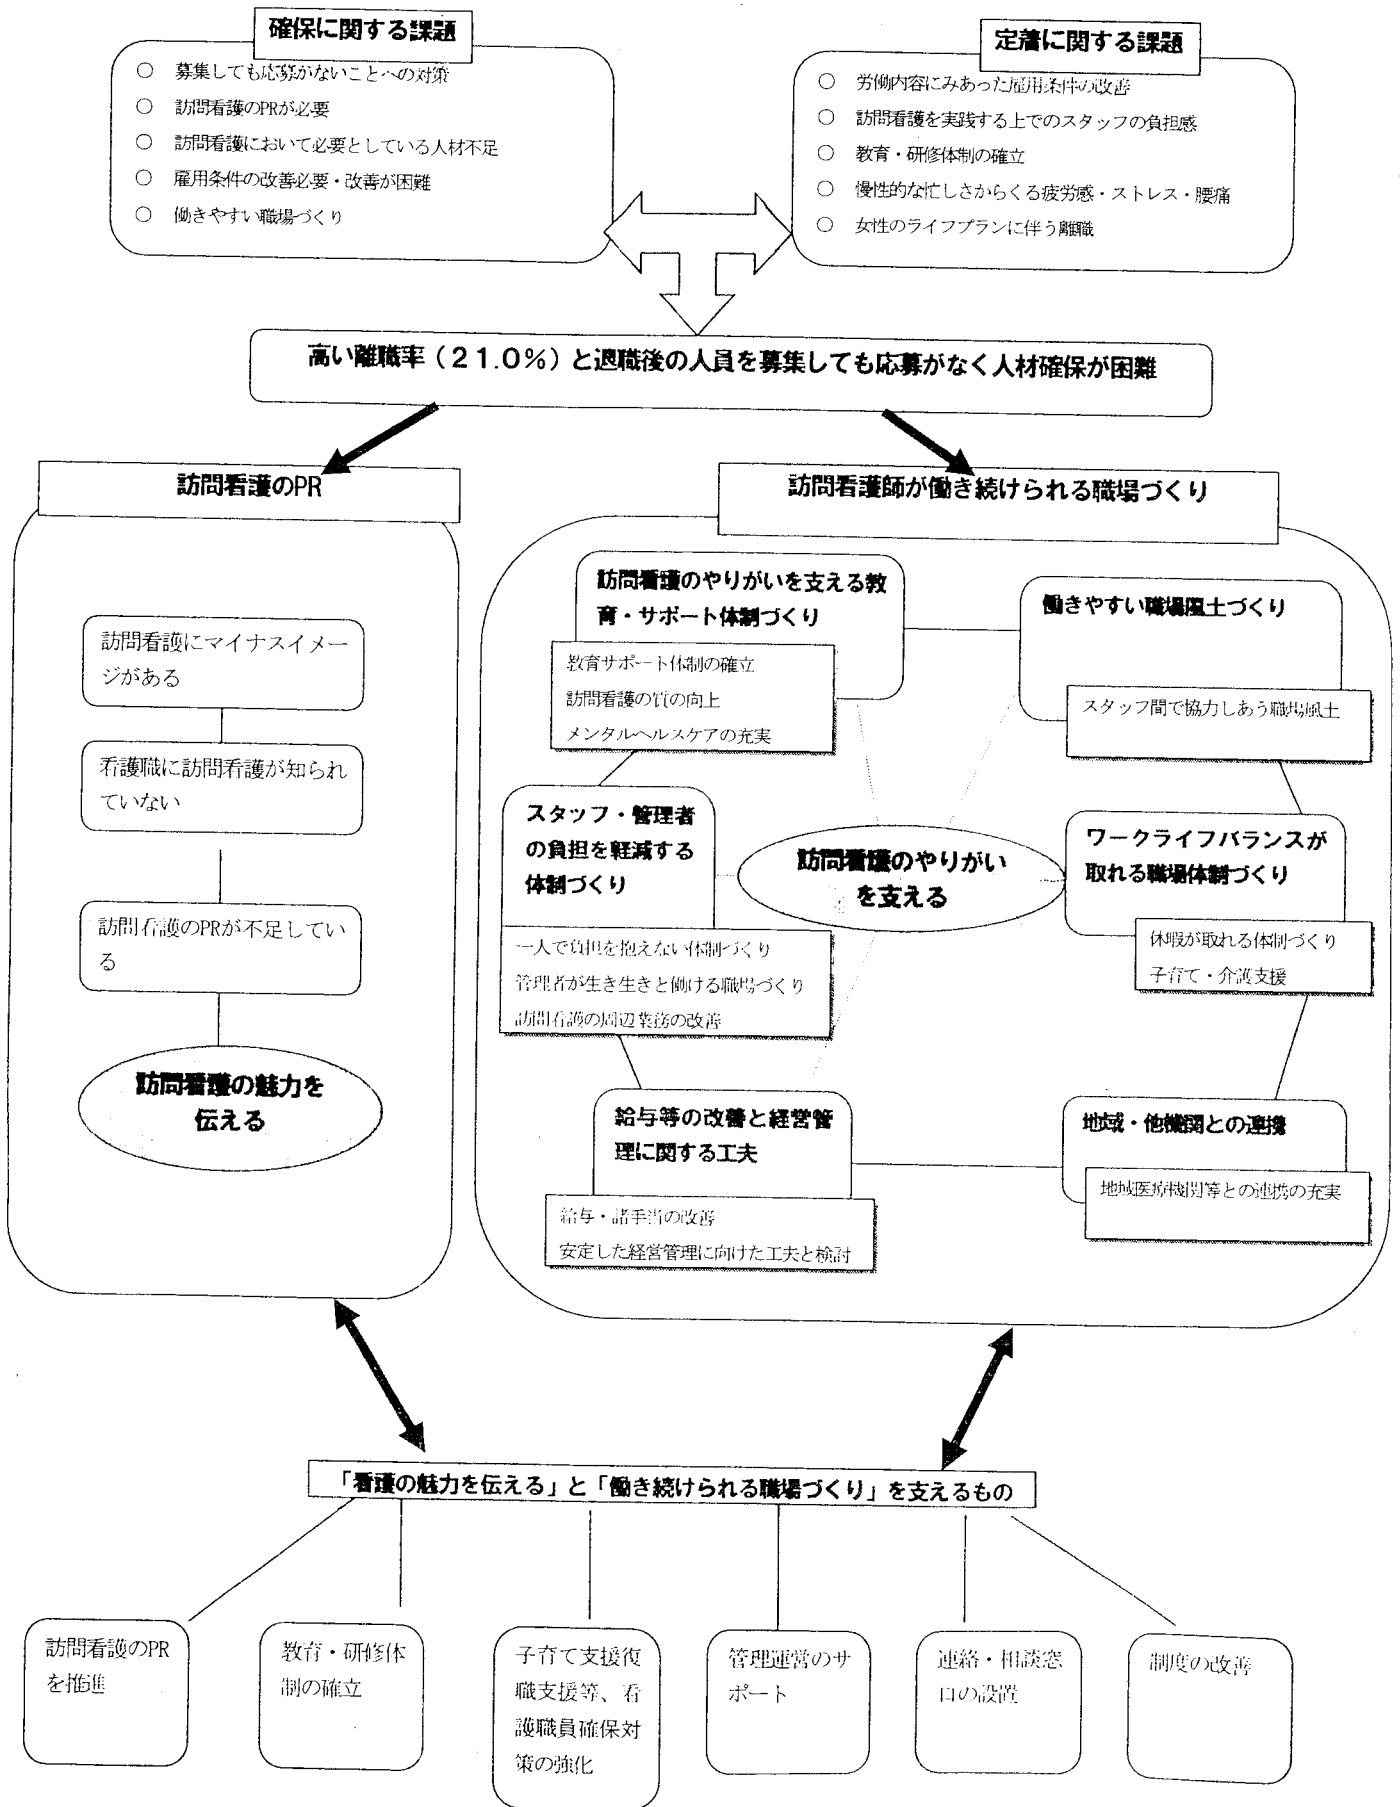 確保に関する課題
○ 募集しても応募がないことへの対策
○ 訪問看護のPRが必要
○ 訪問看護において必要としている人材不足
○ 雇用条件の改善必要・改善が困難
○ 働きやすい職場づくり
定着に関する課題
○ 労働内容にみあった雇用条件の改善
○ 訪問看護を実践する上でのスタッフの負担感
○ 教育・研修体制の確立
○ 慢性的な忙しさからくる疲労感・ストレス・腰痛
○ 女性のライフプランに伴う離職
高い離職率（２１.０％）と退職後の人員を募集しても応募がなく人材確保が困難
訪問看護のPR
訪問看護にマイナスイメー
ジがある
看護職に訪問看護が知られ
ていない
訪問看護のPRが不足してい
る
訪問看護の魅力を
伝える
訪問看護師が働き続けられる職場づくり
訪問看護のやりがいを支える教
育・サポート体制づくり
教育サポート体制の確立
訪問看護の質の向上
メンタルヘルスケアの充実
働きやすい職場風土づくり
スタッフ間で協力しあう職場風土
スタッフ・管理者
の負担を軽減する
体制づくり
一人で負担を抱えない体制づくり
管理者が生き生きと働ける職場づくり
訪問看護の周辺業務の改善
訪問看護のやりがい
を支える
ワークライフバランスが
取れる職場体制づくり
休暇が取れる体制づくり
子育て・介護支援
給与等の改善と経営管
理に関する工夫
給与・諸手当の改善
安定した経営管理に向けた工夫と検討
地域・他機関との連携
地域医療機関等との連携の充実
「看護の魅力を伝える」と「働き続けられる職場づくり」を支えるもの
訪問看護のPR
を推進
教育・研修体
制の確立
子育て支援復
職支援等、看
護職員確保対
策の強化
管理運営のサ
ポート
連絡・相談窓
口の設置
制度の改善